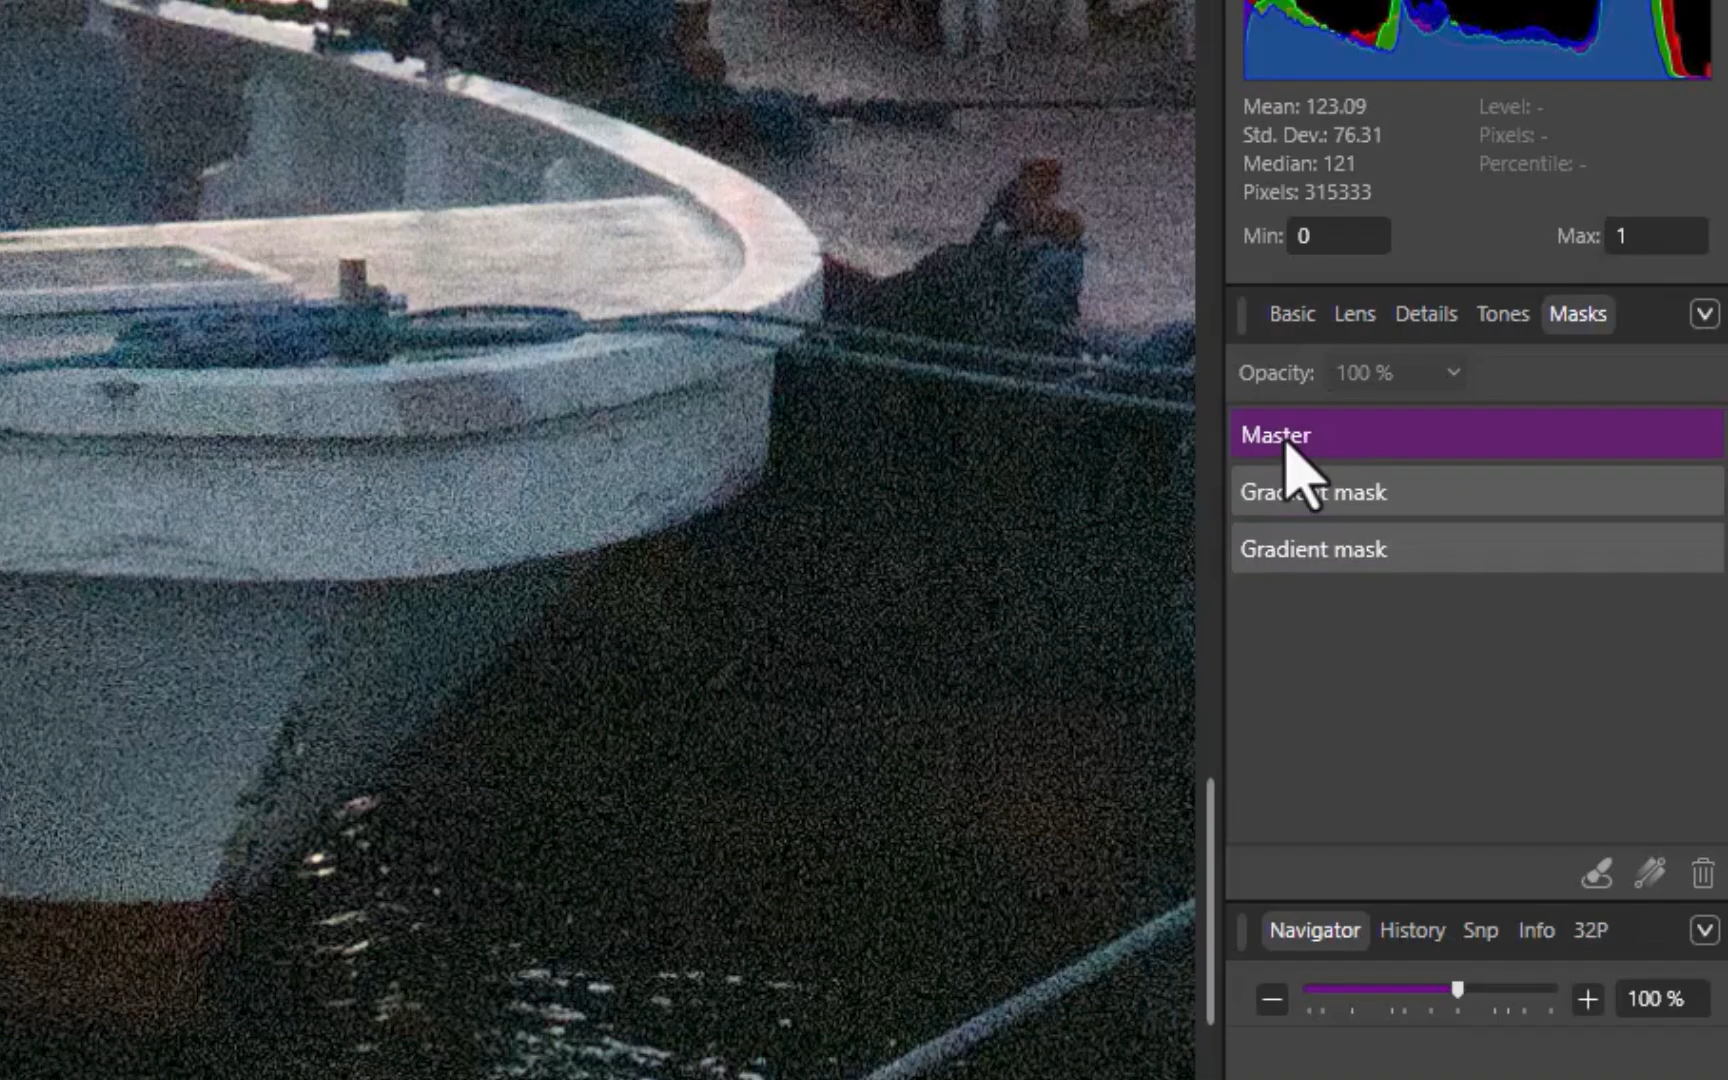 Mean: 123.09 Level: -
Std. Dev.: 76.31 Pixels: -
Median: 121 Percentile: -
Pixels: 315333
Min: 0 Max: 1
Basic Lens Details Tones Masks
Opacity: 100 %
Master
Gradient mask
Gradient mask
Navigator History Snp Info 32P
100 %